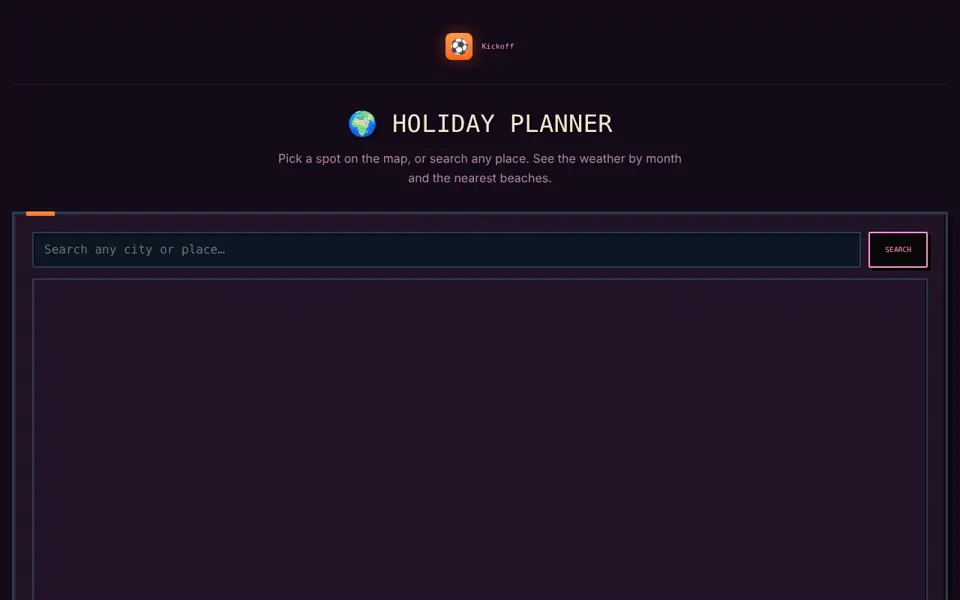 Kickoff
HOLIDAY PLANNER
Pick a spot on the map, or search any place. See the weather by month
and the nearest beaches.
Search any city or place…
SEARCH